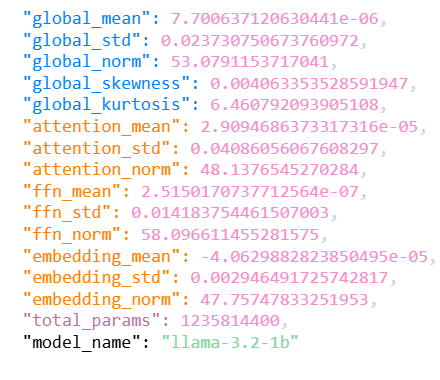 "global_mean": 7.700637120630441e-06,
"global_std": 0.023730750673760972,
"global_norm": 53.0791153717041,
"global_skewness": 0.004063353528591947,
"global_kurtosis": 6.460792093905108,
"attention_mean": 2.9094686373317316e-05,
"attention_std": 0.04086056067608297,
"attention_norm": 48.1376545270284,
"ffn_mean": 2.5150170737712564e-07,
"ffn_std": 0.014183754461507003,
"ffn_norm": 58.096611455281575,
"embedding_mean": -4.0629882823850495e-05,
"embedding_std": 0.002946491725742817,
"embedding_norm": 47.75747833251953,
"total_params": 1235814400,
"model_name": "llama-3.2-1b"